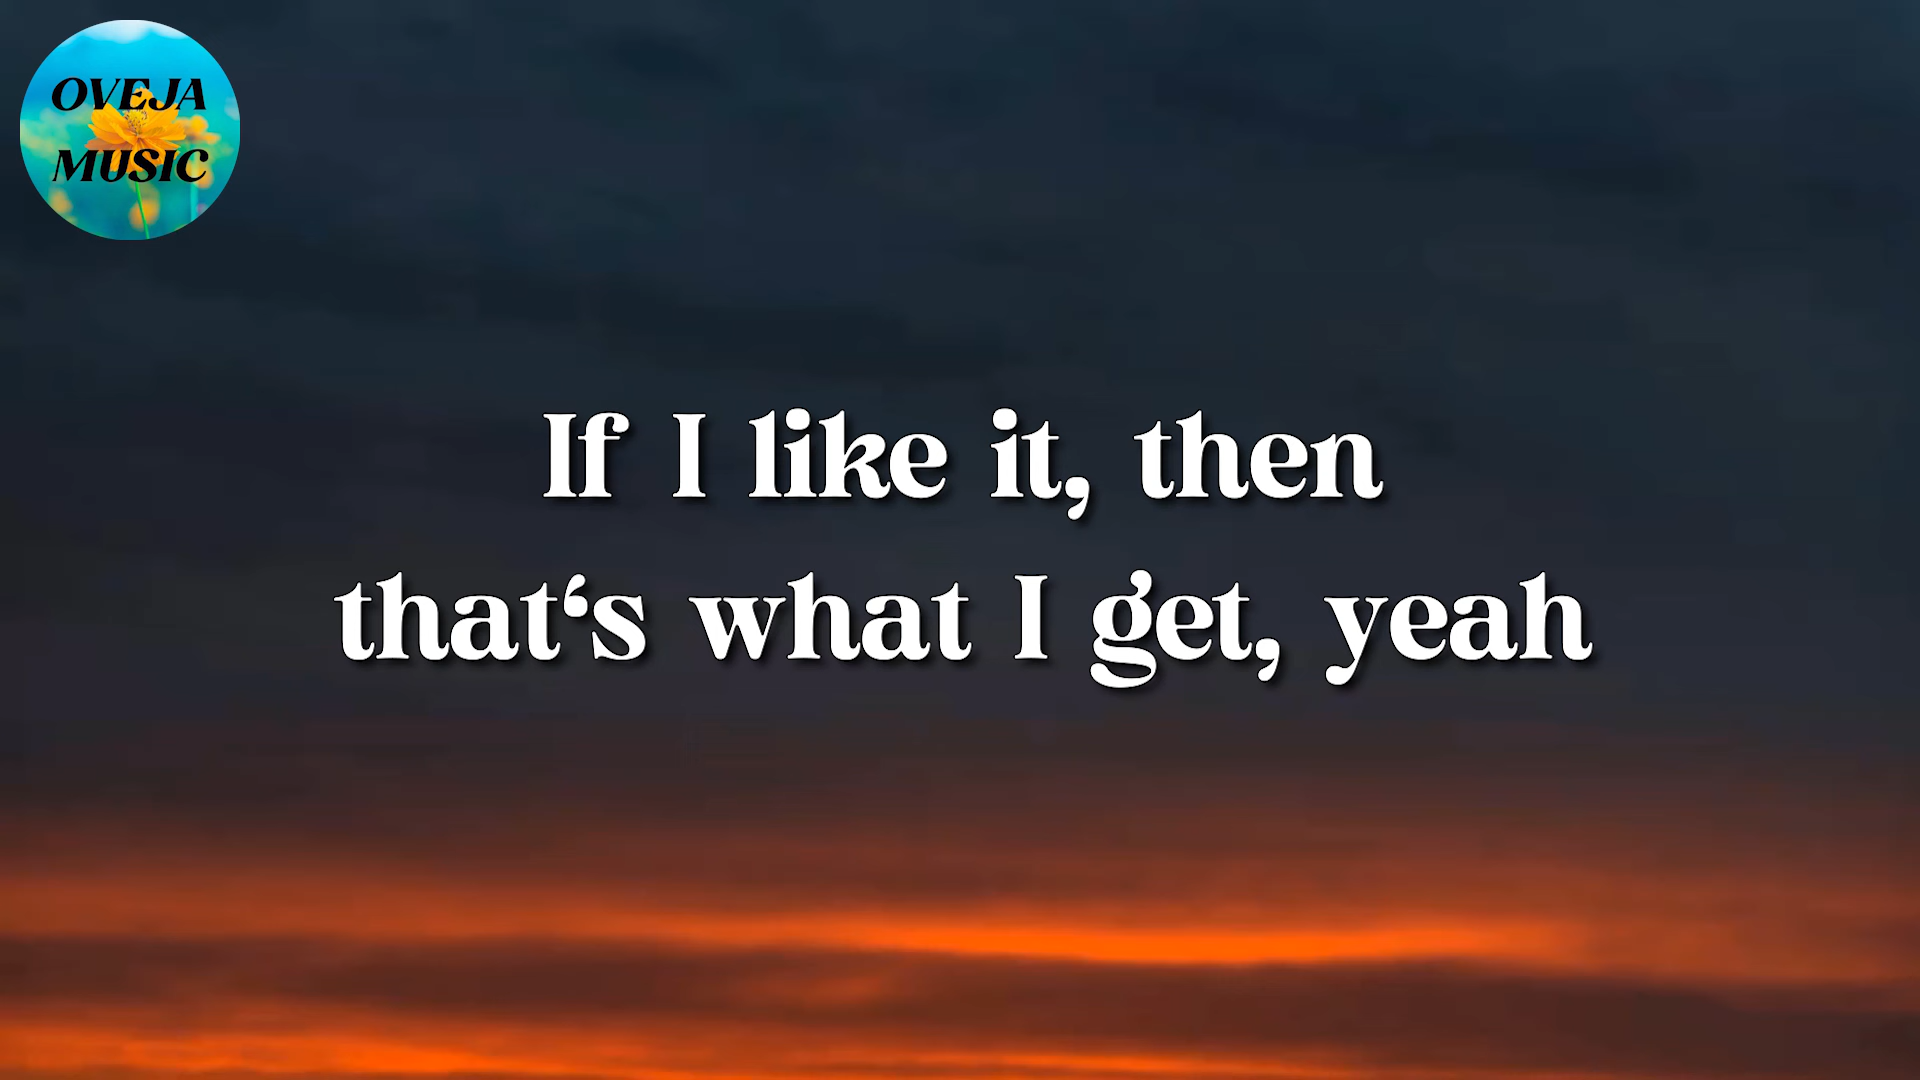 OVEJA
MUSIC
If I like it, then
that‘s what I get, yeah